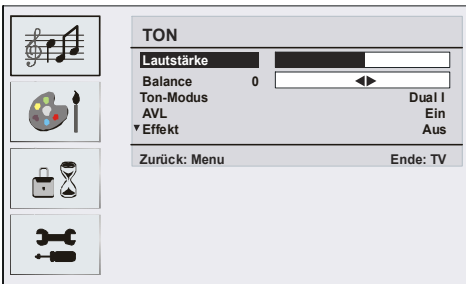 TON
Lautstärke
Balance 0
Ton-Modus Dual I
AVL Ein
Effekt Aus
Zurück: Menu Ende: TV